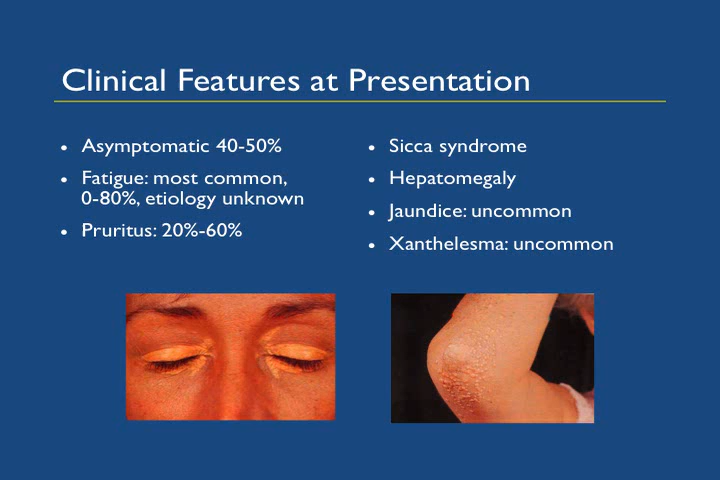 Clinical Features at Presentation
• Asymptomatic 40-50%
• Fatigue: most common,
0-80%, etiology unknown
• Pruritus: 20%-60%
• Sicca syndrome
• Hepatomegaly
• Jaundice: uncommon
• Xanthelesma: uncommon